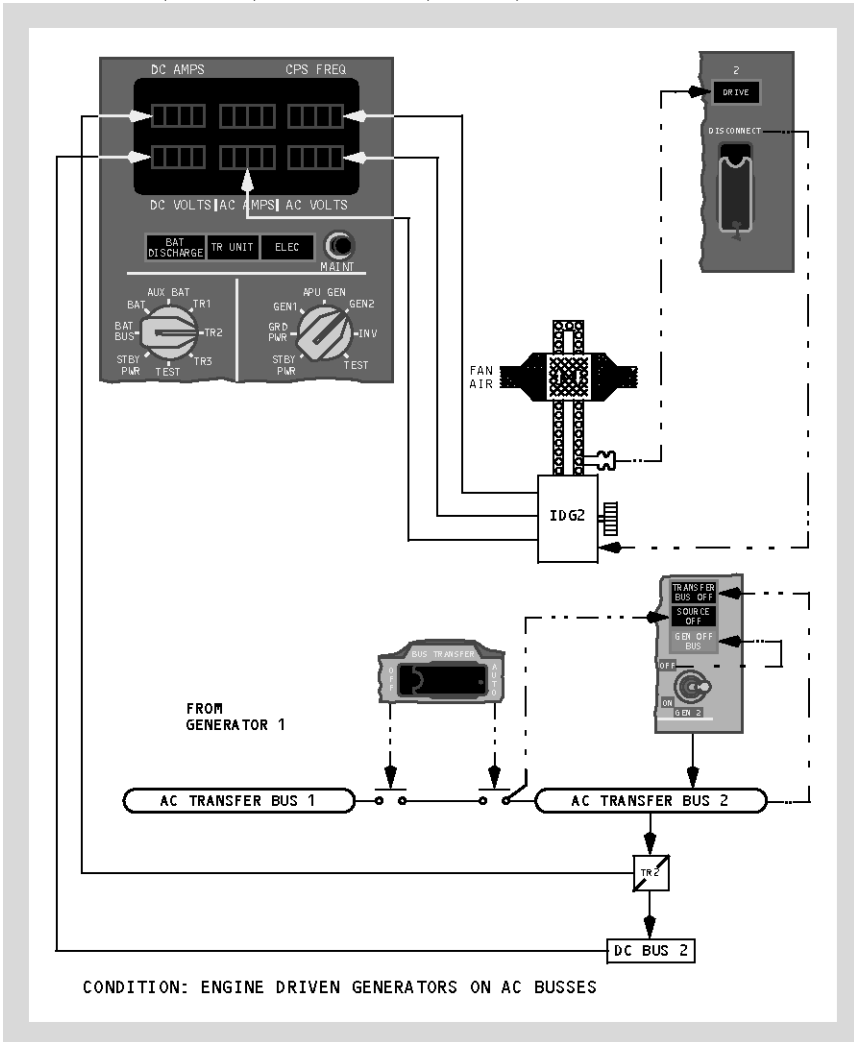 DC AMPS CPS FREQ
DC VOLTS AC AMPS AC VOLTS
BAT DISCHARGE
TR UNIT
ELEC
MAINT
AUX BAT
BAT
TR1
BAT BUS
TR2
STBY PWR
TR3
TEST
APU GEN
GEN1
GEN2
GRD PWR
INV
STBY PWR
TEST
2
DRIVE
DISCONNECT
FAN
AIR
IDG2
TRANSFER
BUS OFF
SOURCE
OFF
GEN OFF
BUS
OFF
ON
GEN 2
BUS TRANSFER
OFF
AUTO
FROM
GENERATOR 1
AC TRANSFER BUS 1
AC TRANSFER BUS 2
TR2
DC BUS 2
CONDITION: ENGINE DRIVEN GENERATORS ON AC BUSSES